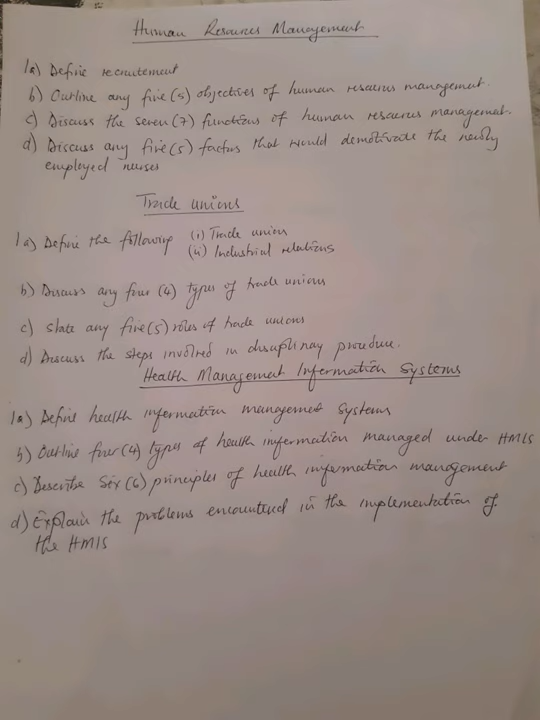 Human Resources Management
1a) Define recruitement
b) Outline any five (5) objectives of human resources management.
c) Discuss the seven (7) functions of human resources management.
d) Discuss any five (5) factors that would demotivate the newly
employed nurses
Trade unions
1a) Define the following (i) Trade union
(ii) Industrial relations
b) Discuss any four (4) types of trade unions
c) State any five (5) roles of trade unions
d) Discuss the steps involved in disciplinay procedure.
Health Management Information Systems
1a) Define health information management systems
b) Outline four (4) types of health information managed under HMIS
c) Describe Six (6) principles of health information management
d) Explain the problems encountered in the implementation of
the HMIS